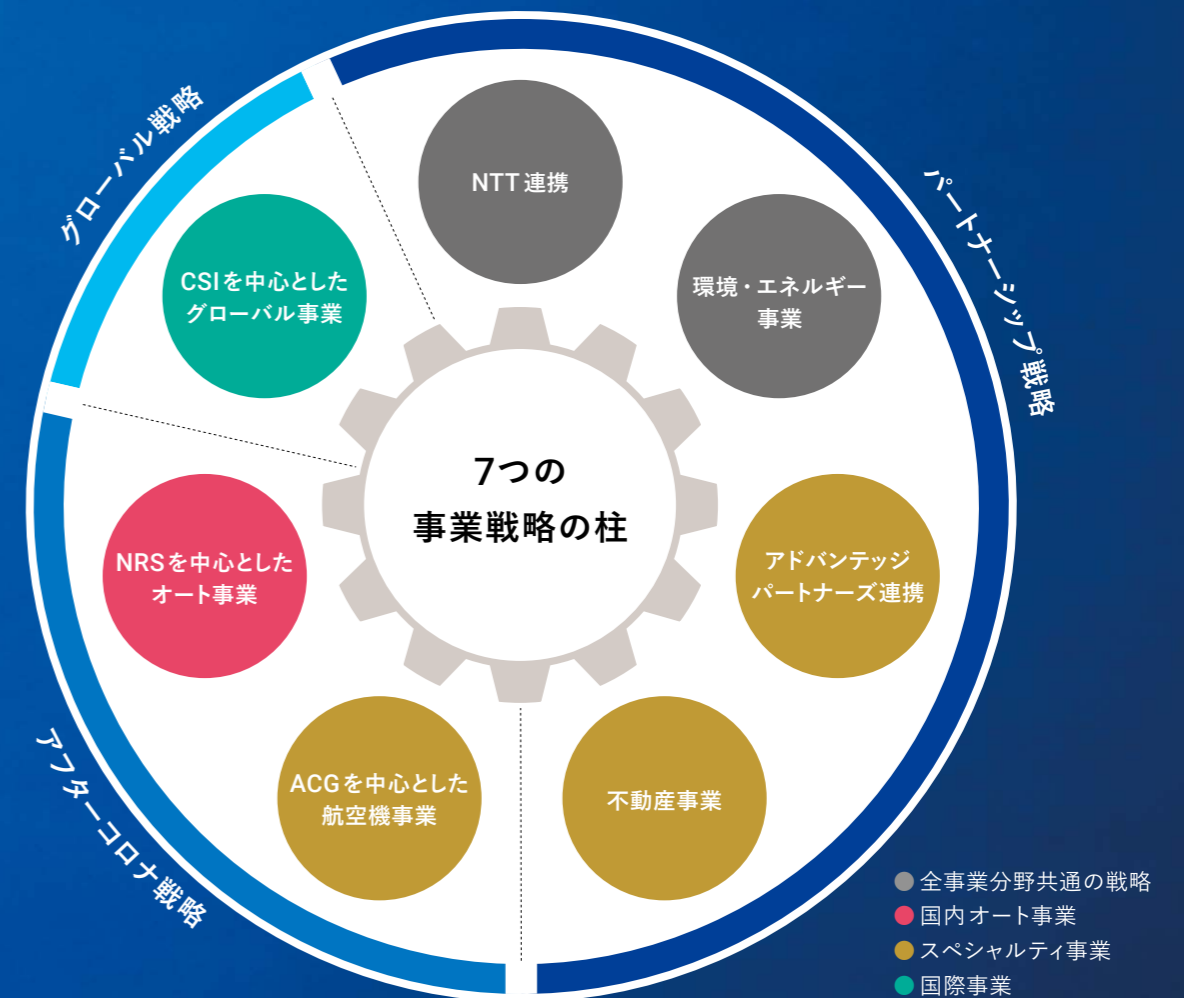 グローバル戦略
パートナーシップ戦略
アフターコロナ戦略
NTT連携
CSIを中心とした
グローバル事業
環境・エネルギー
事業
7つの
事業戦略の柱
NRSを中心とした
オート事業
アドバンテッジ
パートナーズ連携
ACGを中心とした
航空機事業
不動産事業
全事業分野共通の戦略
国内オート事業
スペシャルティ事業
国際事業